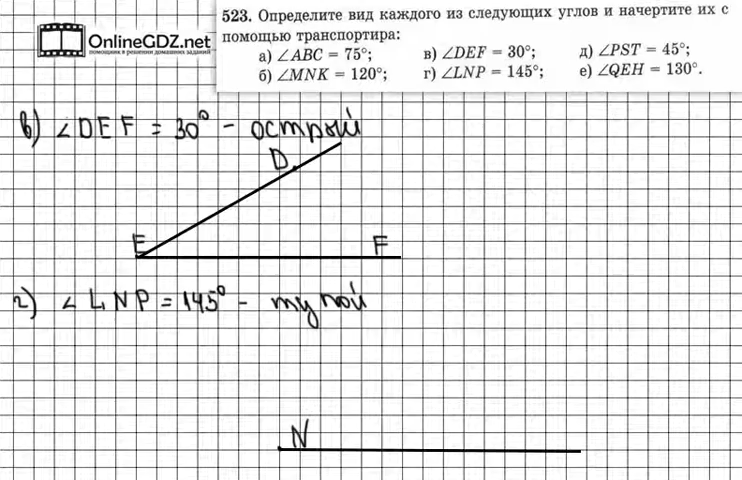 OnlineGDZ.net
помощник в решении домашних заданий
523. Определите вид каждого из следующих углов и начертите их с
помощью транспортира:
а) ∠ABC = 75°; в) ∠DEF = 30°; д) ∠PST = 45°;
б) ∠MNK = 120°; г) ∠LNP = 145°; е) ∠QEH = 130°.
в) ∠DEF = 30° - острый
D
E F
г) ∠LNP = 145° - тупой
N